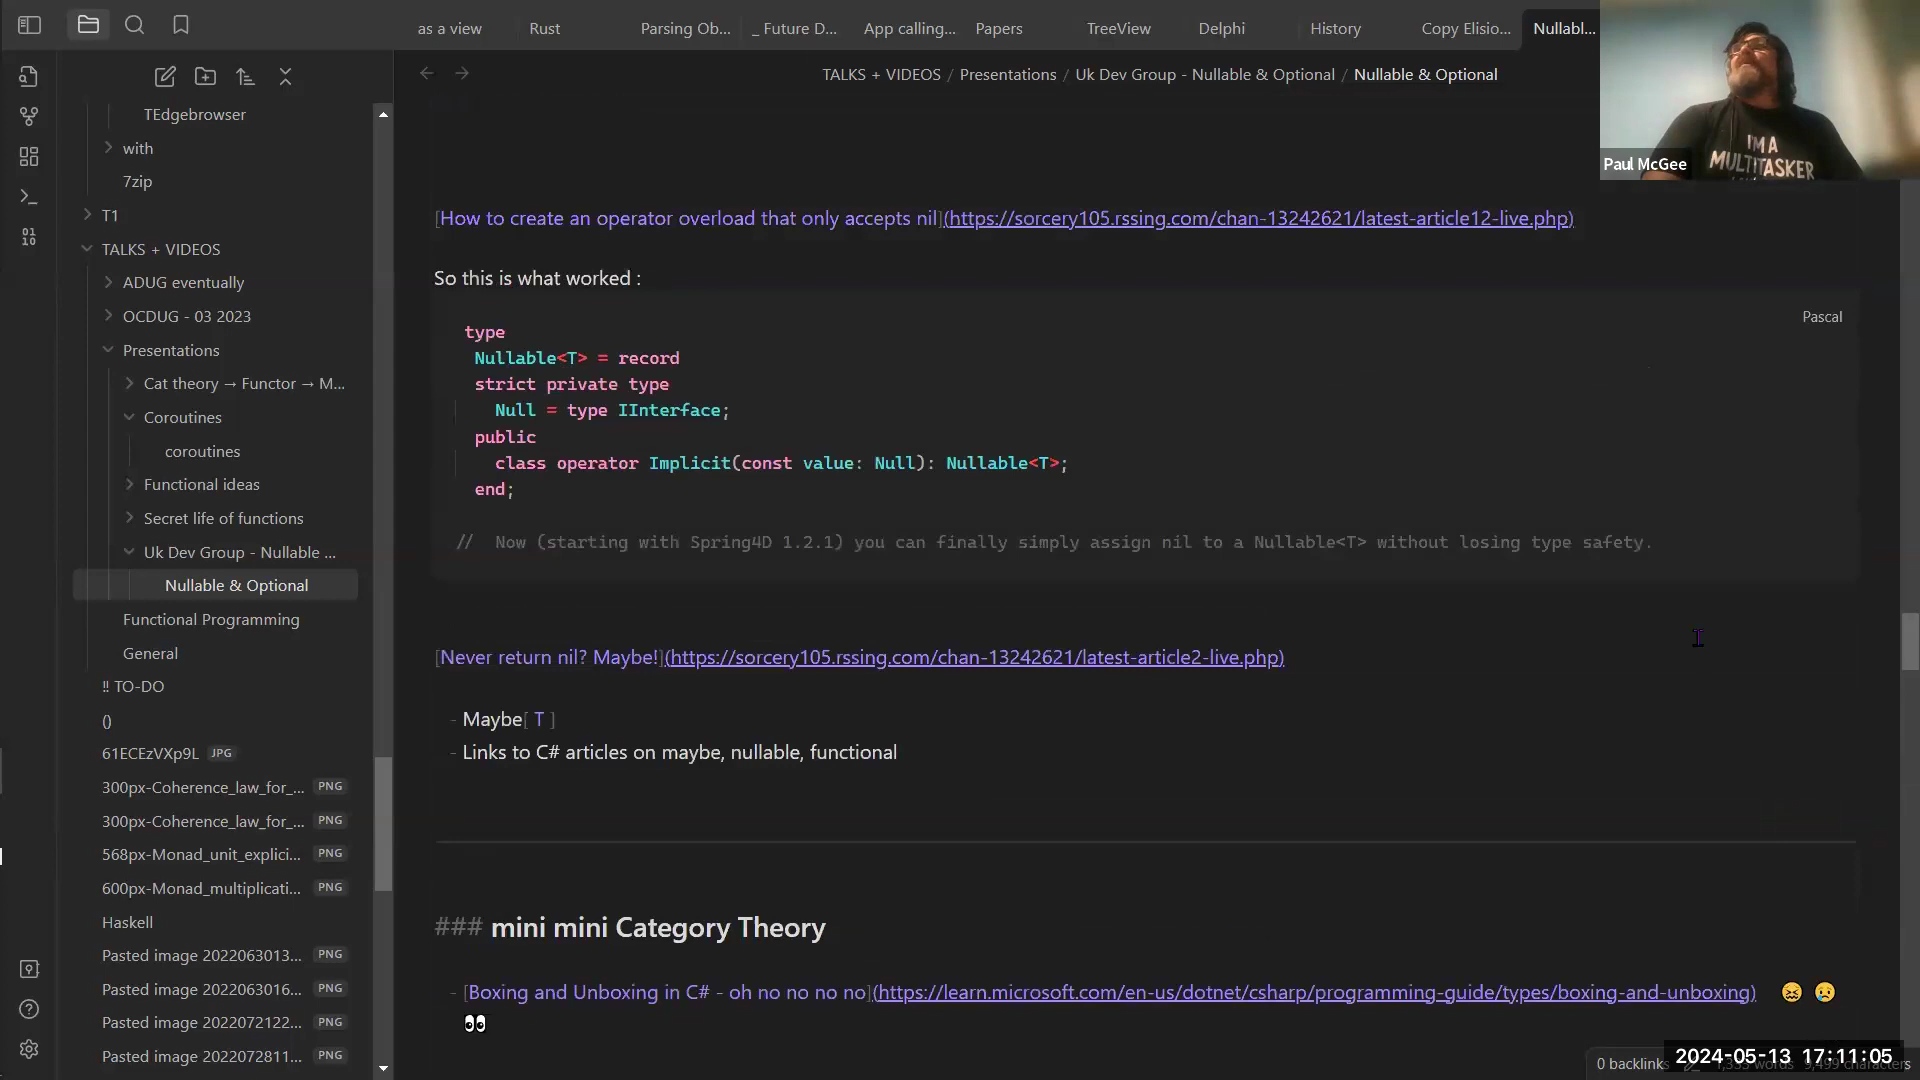 as a view
Rust
Parsing Ob...
_ Future D...
App calling...
Papers
TreeView
Delphi
History
Copy Elisio...
Nullabl...
TALKS + VIDEOS / Presentations / Uk Dev Group - Nullable & Optional / Nullable & Optional
TEdgebrowser
with
7zip
T1
TALKS + VIDEOS
ADUG eventually
OCDUG - 03 2023
Presentations
Cat theory → Functor → M...
Coroutines
coroutines
Functional ideas
Secret life of functions
Uk Dev Group - Nullable ...
Nullable & Optional
Functional Programming
General
!! TO-DO
()
61ECEzVXp9L JPG
300px-Coherence_law_for_... PNG
300px-Coherence_law_for_... PNG
568px-Monad_unit_explici... PNG
600px-Monad_multiplicati... PNG
Haskell
Pasted image 2022063013... PNG
Pasted image 2022063016... PNG
Pasted image 2022072122... PNG
Pasted image 2022072811... PNG
I'M A
MULTITASKER
Paul McGee
[How to create an operator overload that only accepts nil](https://sorcery105.rssing.com/chan-13242621/latest-article12-live.php)
So this is what worked :
Pascal
type
Nullable<T> = record
strict private type
Null = type IInterface;
public
class operator Implicit(const value: Null): Nullable<T>;
end;
// Now (starting with Spring4D 1.2.1) you can finally simply assign nil to a Nullable<T> without losing type safety.
[Never return nil? Maybe!](https://sorcery105.rssing.com/chan-13242621/latest-article2-live.php)
- Maybe[ T ]
- Links to C# articles on maybe, nullable, functional
### mini mini Category Theory
- [Boxing and Unboxing in C# - oh no no no no](https://learn.microsoft.com/en-us/dotnet/csharp/programming-guide/types/boxing-and-unboxing) 😖 😢
👀
0 backlinks
2024-05-13 17:11:05